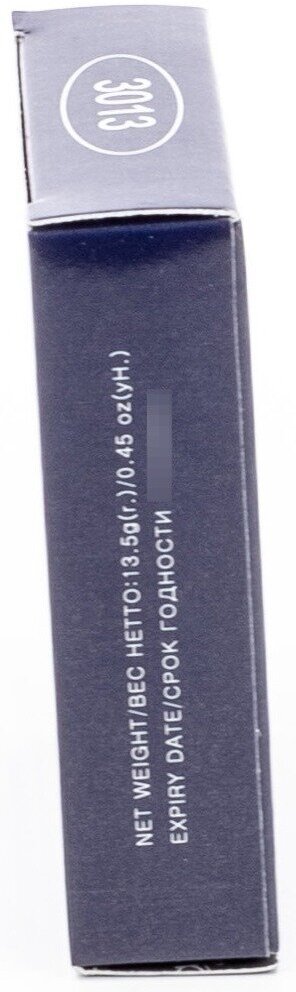 3013
NET WEIGHT/ВЕС НЕТТО:13.5g(г.)/0.45 oz(ун.)
EXPIRY DATE/СРОК ГОДНОСТИ